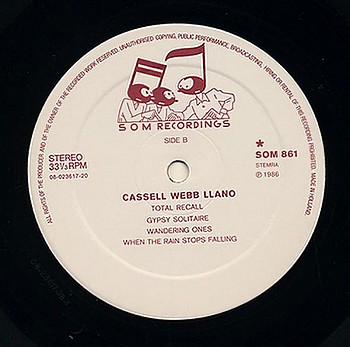 ALL RIGHTS OF THE PRODUCER AND OF THE OWNER OF THE RECORDED WORK RESERVED. UNAUTHORISED COPYING, PUBLIC PERFORMANCE, BROADCASTING, HIRING OR RENTAL OF THIS RECORDING PROHIBITED. MADE IN HOLLAND.
SOM RECORDINGS
SIDE B
STEREO
33⅓ RPM
08-023617-20
*
SOM 861
STEMRA
℗ 1986
CASSELL WEBB LLANO
TOTAL RECALL
GYPSY SOLITAIRE
WANDERING ONES
WHEN THE RAIN STOPS FALLING